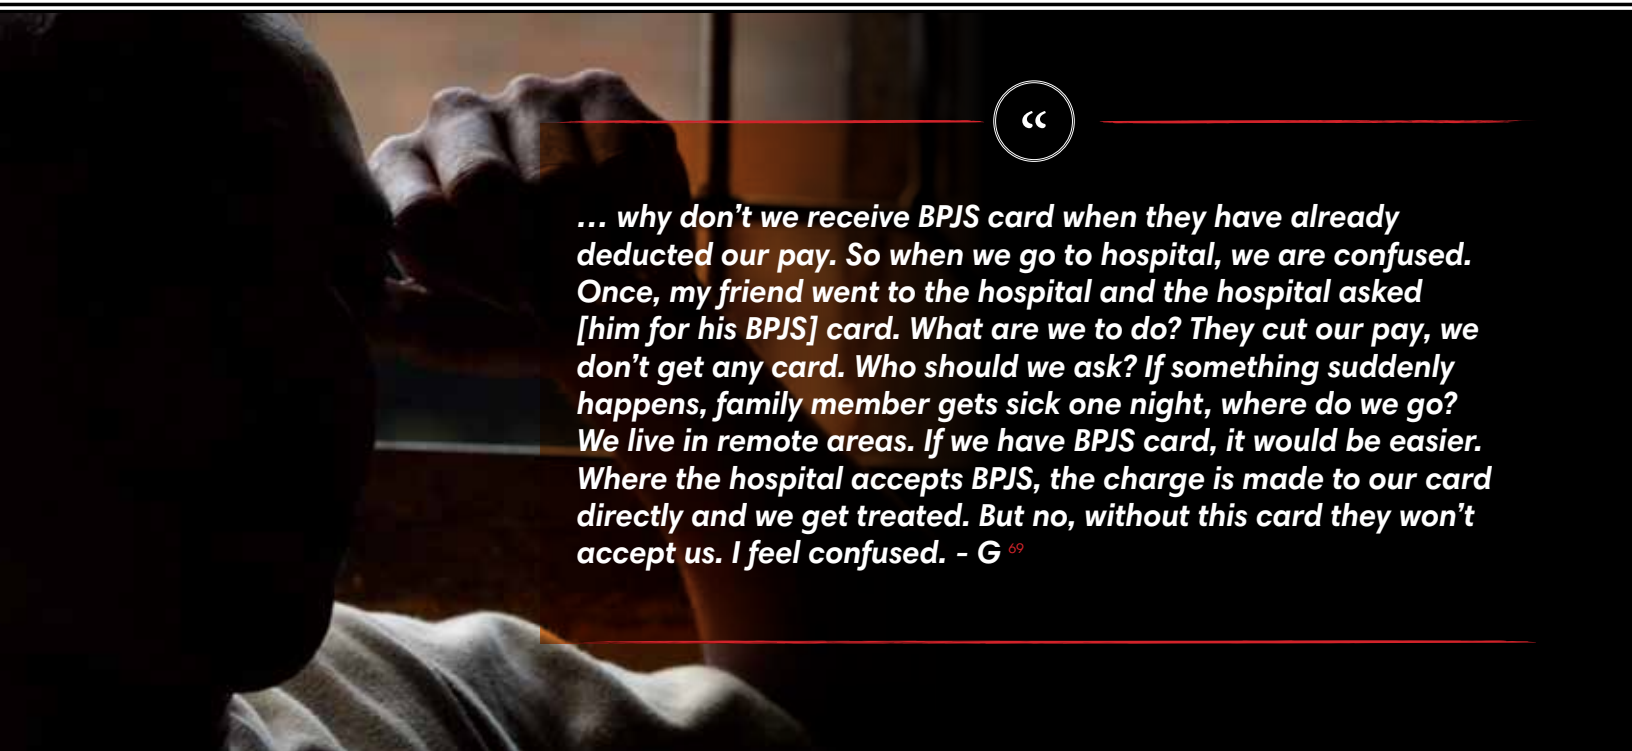 “
... why don’t we receive BPJS card when they have already
deducted our pay. So when we go to hospital, we are confused.
Once, my friend went to the hospital and the hospital asked
[him for his BPJS] card. What are we to do? They cut our pay, we
don’t get any card. Who should we ask? If something suddenly
happens, family member gets sick one night, where do we go?
We live in remote areas. If we have BPJS card, it would be easier.
Where the hospital accepts BPJS, the charge is made to our card
directly and we get treated. But no, without this card they won’t
accept us. I feel confused. - G 69